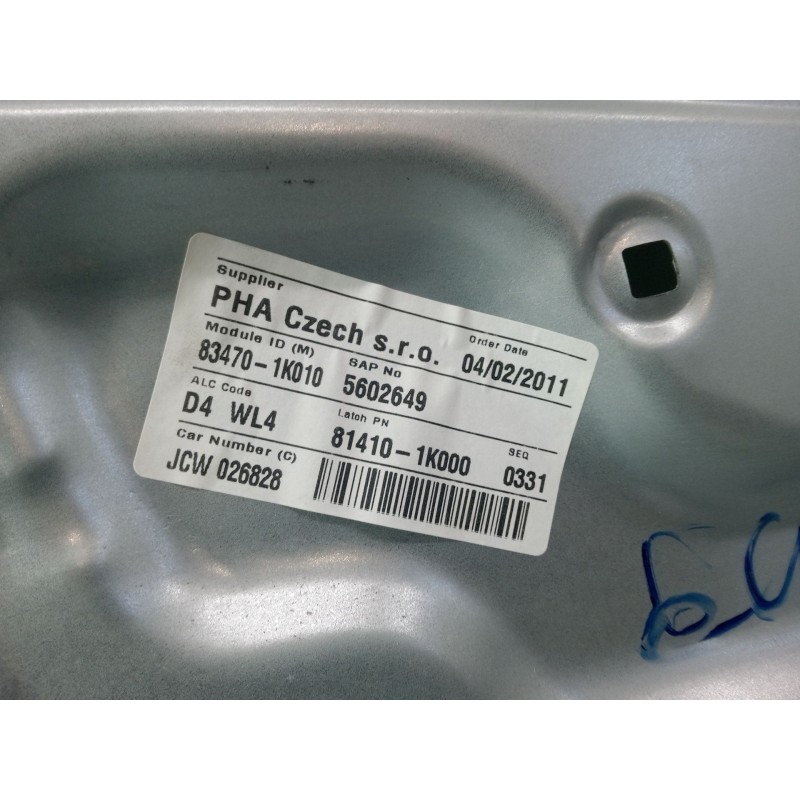 Supplier
PHA Czech s.r.o.
Order Date
04/02/2011
Module ID (M)
83470-1K010
SAP No
5602649
ALC Code
D4 WL4
Latch PN
81410-1K000
SEQ
0331
Car Number (C)
JCW 026828